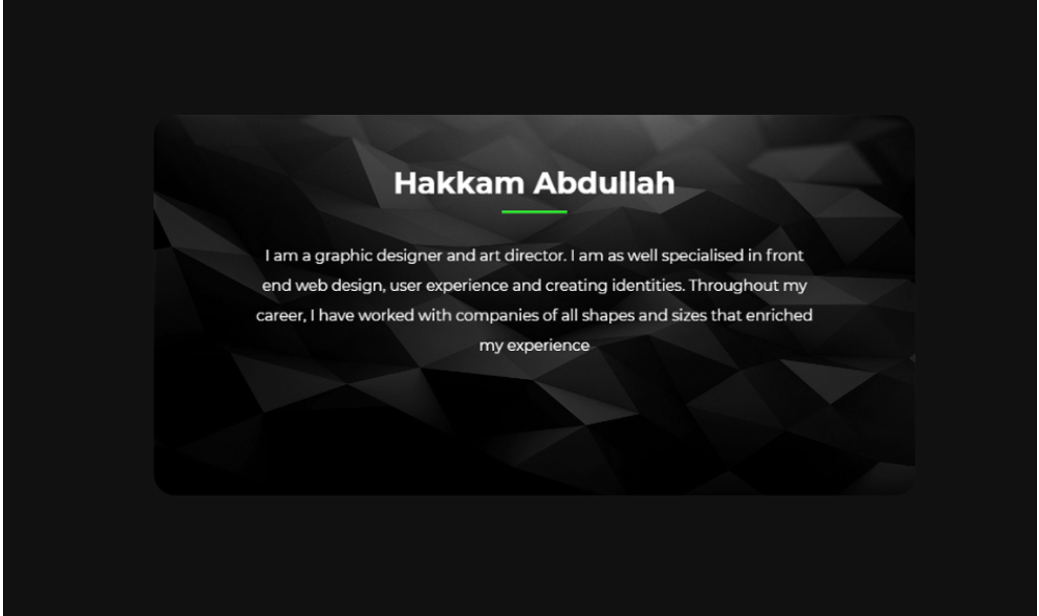 Hakkam Abdullah
I am a graphic designer and art director. I am as well specialised in front
end web design, user experience and creating identities. Throughout my
career, I have worked with companies of all shapes and sizes that enriched
my experience